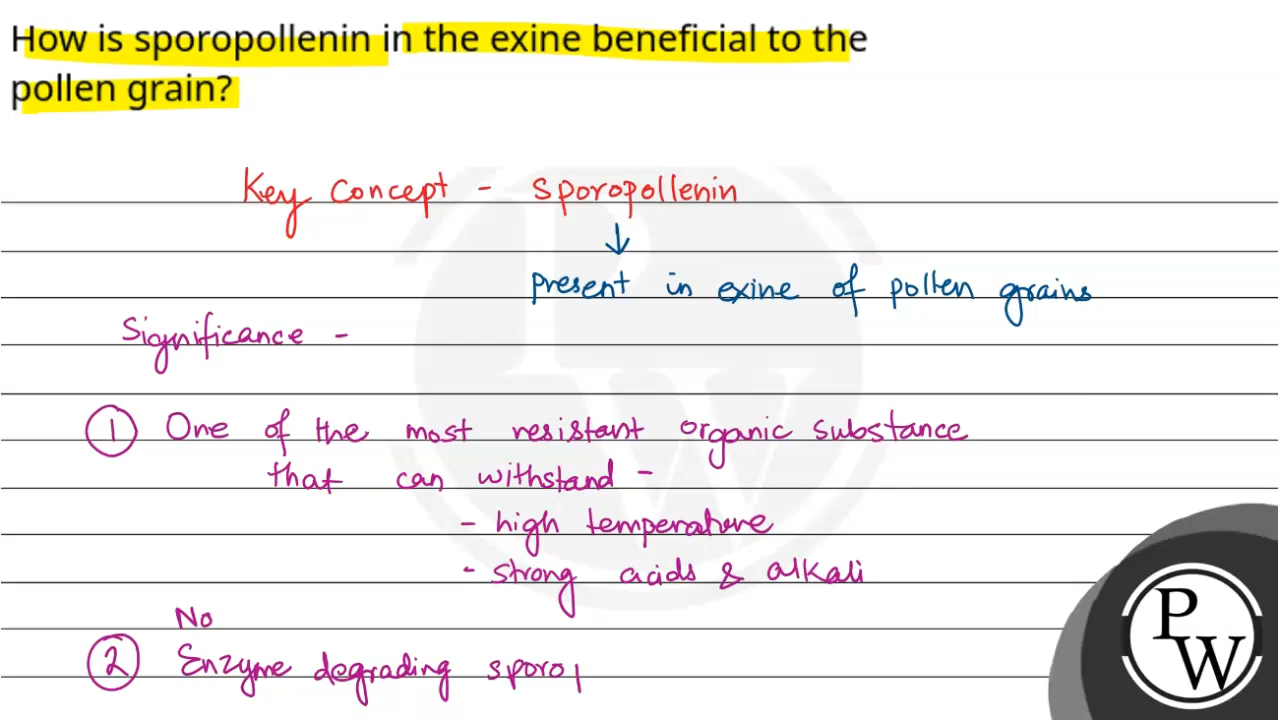 How is sporopollenin in the exine beneficial to the
pollen grain?
Key Concept - Sporopollenin
↓
present in exine of pollen grains
Significance -
① One of the most resistant organic substance
that can withstand -
- high temperature
- strong acids & alkali
No
② Enzyme degrading sporop
P
W